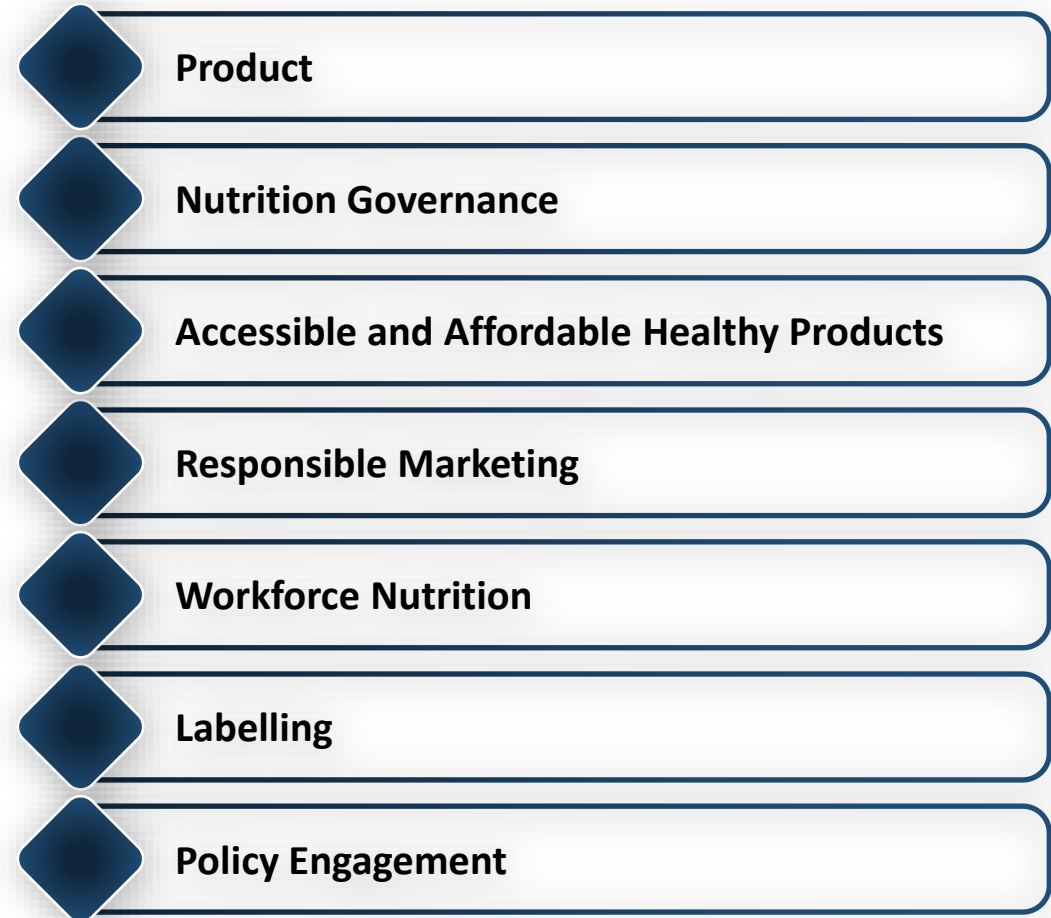 Product
Nutrition Governance
Accessible and Affordable Healthy Products
Responsible Marketing
Workforce Nutrition
Labelling
Policy Engagement